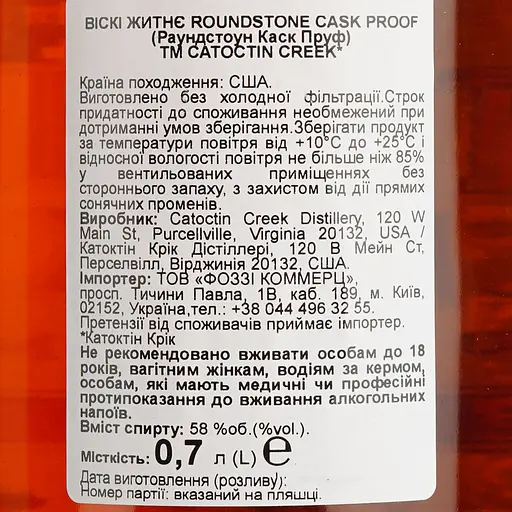 ВІСКІ ЖИТНЄ ROUNDSTONE CASK PROOF
(Раундстоун Каск Пруф)
ТМ CATOCTIN CREEK*
Країна походження: США.
Виготовлено без холодної фільтрації.Строк
придатності до споживання необмежений при
дотриманні умов зберігання.Зберігати продукт
за температури повітря від +10°С до +25°С і
відносної вологості повітря не більше ніж 85%
у вентильованих приміщеннях без
стороннього запаху, з захистом від дії прямих
сонячних променів.
Виробник: Catoctin Creek Distillery, 120 W
Main St, Purcellville, Virginia 20132, USA /
Катоктін Крік Дістіллері, 120 В Мейн Ст,
Перселвілл, Вірджинія 20132, США.
Імпортер: ТОВ «ФОЗЗІ КОММЕРЦ»,
просп. Тичини Павла, 1В, каб. 189, м. Київ,
02152, Україна,тел.: +38 044 496 32 55.
Претензії від споживачів приймає імпортер.
*Катоктін Крік
Не рекомендовано вживати особам до 18
років, вагітним жінкам, водіям за кермом,
особам, які мають медичні чи професійні
протипоказання до вживання алкогольних
напоїв.
Вміст спирту: 58 %об.(%vol.).
Місткість: 0,7 л (L) ℮
Дата виготовлення (розливу):
Номер партії: вказаний на пляшці.